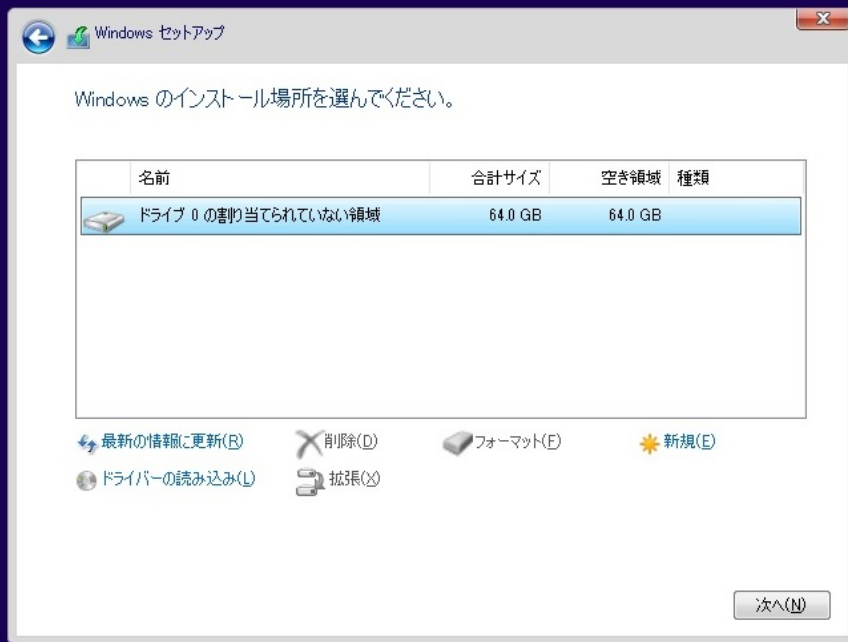 Windows セットアップ
Windows のインストール場所を選んでください。
名前 合計サイズ 空き領域 種類
ドライブ 0 の割り当てられていない領域 64.0 GB 64.0 GB
最新の情報に更新(R) 削除(D) フォーマット(F) 新規(E)
ドライバーの読み込み(L) 拡張(X)
次へ(N)